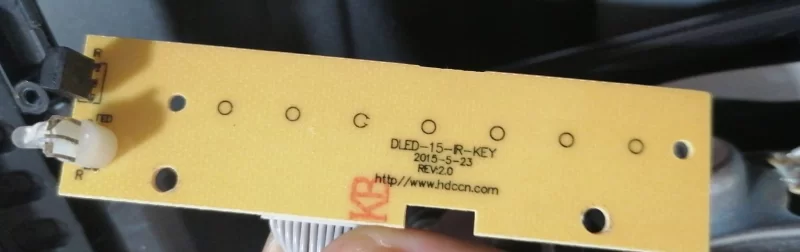 DLED-15-IR-KEY
2015-5-23
REV:2.0
http//www.hdccn.com
KB
R